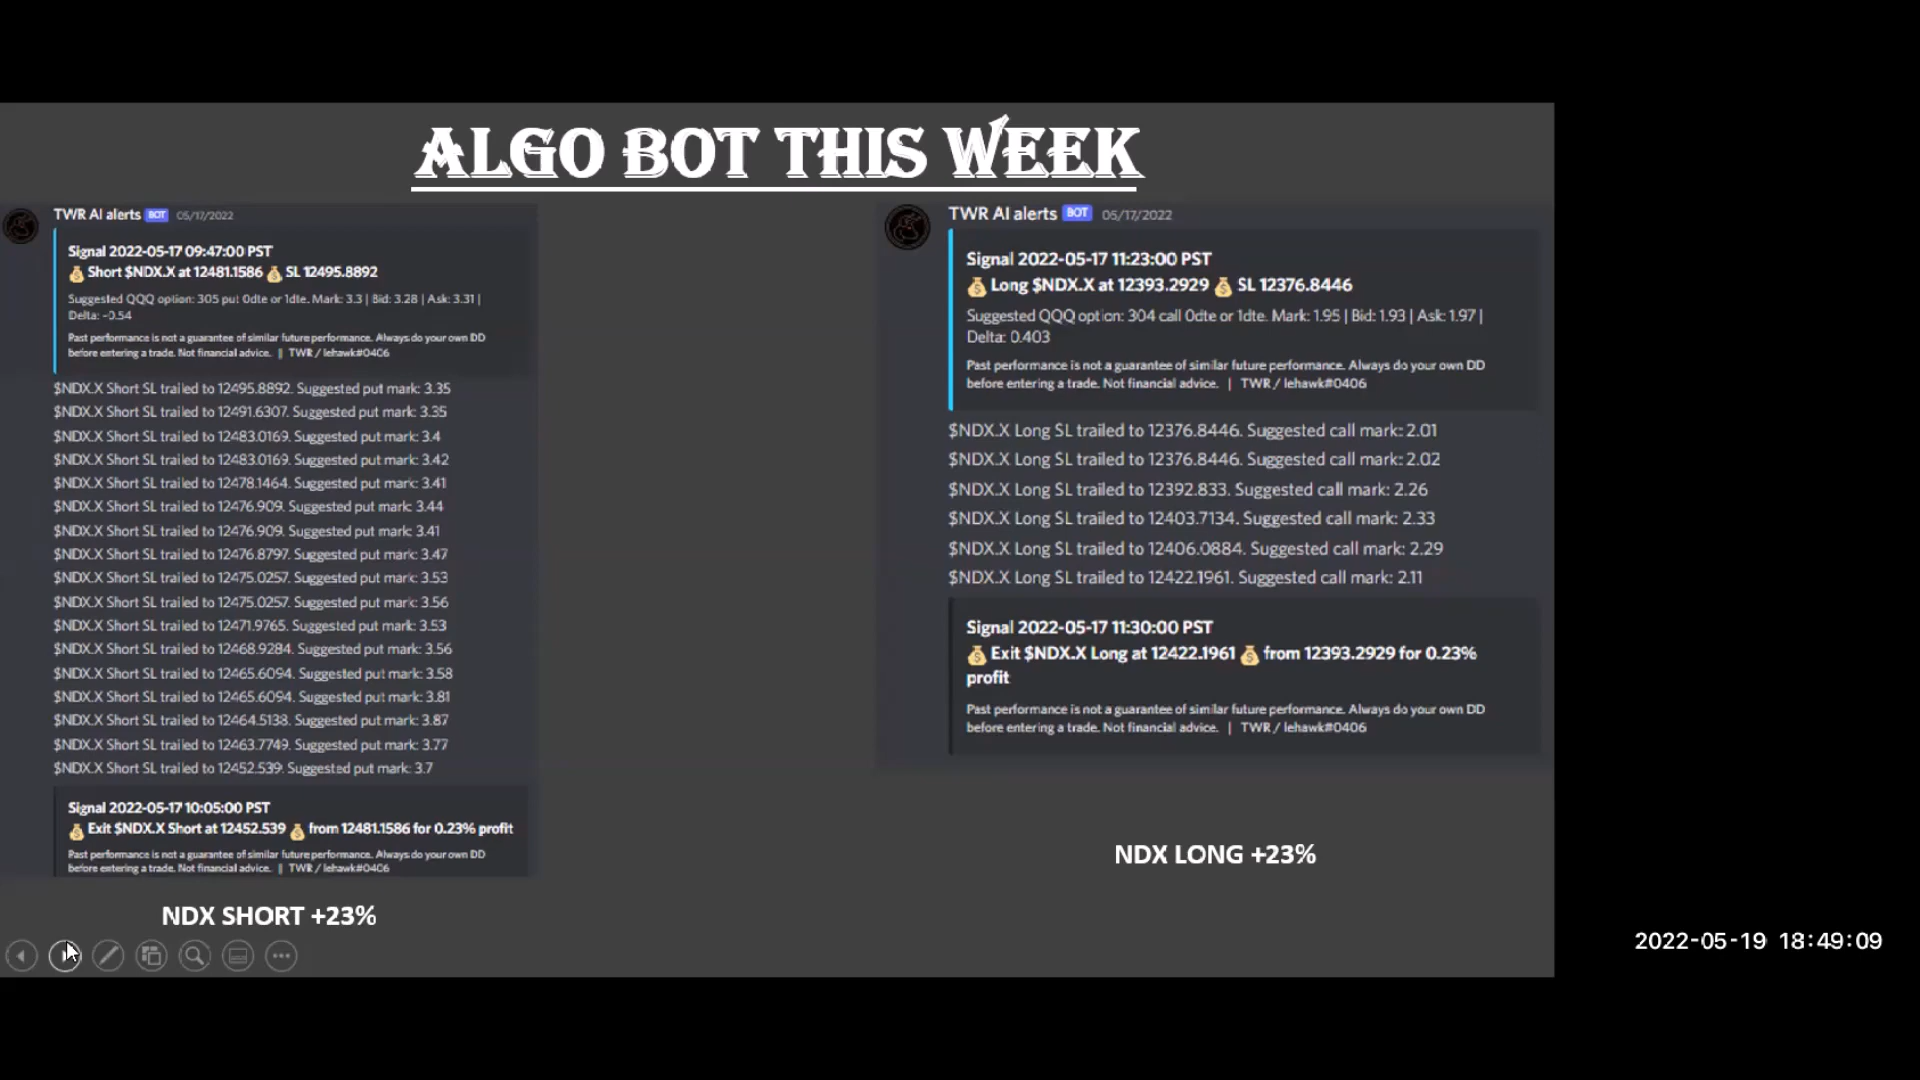 ALGO BOT THIS WEEK
TWR AI alerts BOT 05/17/2022
Signal 2022-05-17 09:47:00 PST
Short $NDX.X at 12481.1586 SL 12495.8892
Suggested QQQ option: 305 put 0dte or 1dte. Mark: 3.3 | Bid: 3.28 | Ask: 3.31 |
Delta: -0.54
Past performance is not a guarantee of similar future performance. Always do your own DD
before entering a trade. Not financial advice. | TWR / lehawk#0406
$NDX.X Short SL trailed to 12495.8892. Suggested put mark: 3.35
$NDX.X Short SL trailed to 12491.6307. Suggested put mark: 3.35
$NDX.X Short SL trailed to 12483.0169. Suggested put mark: 3.4
$NDX.X Short SL trailed to 12483.0169. Suggested put mark: 3.42
$NDX.X Short SL trailed to 12478.1464. Suggested put mark: 3.41
$NDX.X Short SL trailed to 12476.909. Suggested put mark: 3.44
$NDX.X Short SL trailed to 12476.909. Suggested put mark: 3.41
$NDX.X Short SL trailed to 12476.8797. Suggested put mark: 3.47
$NDX.X Short SL trailed to 12475.0257. Suggested put mark: 3.53
$NDX.X Short SL trailed to 12475.0257. Suggested put mark: 3.56
$NDX.X Short SL trailed to 12471.9765. Suggested put mark: 3.53
$NDX.X Short SL trailed to 12468.9284. Suggested put mark: 3.56
$NDX.X Short SL trailed to 12465.6094. Suggested put mark: 3.58
$NDX.X Short SL trailed to 12465.6094. Suggested put mark: 3.81
$NDX.X Short SL trailed to 12464.5138. Suggested put mark: 3.87
$NDX.X Short SL trailed to 12463.7749. Suggested put mark: 3.77
$NDX.X Short SL trailed to 12452.539. Suggested put mark: 3.7
Signal 2022-05-17 10:05:00 PST
Exit $NDX.X Short at 12452.539 from 12481.1586 for 0.23% profit
Past performance is not a guarantee of similar future performance. Always do your own DD
before entering a trade. Not financial advice. | TWR / lehawk#0406
NDX SHORT +23%
TWR AI alerts BOT 05/17/2022
Signal 2022-05-17 11:23:00 PST
Long $NDX.X at 12393.2929 SL 12376.8446
Suggested QQQ option: 304 call 0dte or 1dte. Mark: 1.95 | Bid: 1.93 | Ask: 1.97 |
Delta: 0.403
Past performance is not a guarantee of similar future performance. Always do your own DD
before entering a trade. Not financial advice. | TWR / lehawk#0406
$NDX.X Long SL trailed to 12376.8446. Suggested call mark: 2.01
$NDX.X Long SL trailed to 12376.8446. Suggested call mark: 2.02
$NDX.X Long SL trailed to 12392.833. Suggested call mark: 2.26
$NDX.X Long SL trailed to 12403.7134. Suggested call mark: 2.33
$NDX.X Long SL trailed to 12406.0884. Suggested call mark: 2.29
$NDX.X Long SL trailed to 12422.1961. Suggested call mark: 2.11
Signal 2022-05-17 11:30:00 PST
Exit $NDX.X Long at 12422.1961 from 12393.2929 for 0.23%
profit
Past performance is not a guarantee of similar future performance. Always do your own DD
before entering a trade. Not financial advice. | TWR / lehawk#0406
NDX LONG +23%
2022-05-19 18:49:09